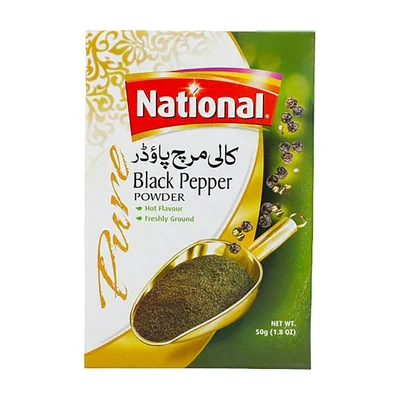 National®
کالی مرچ پاؤڈر
Black Pepper
POWDER
Hot Flavour
Freshly Ground
Pure
NET WT.
50g (1.8 OZ)